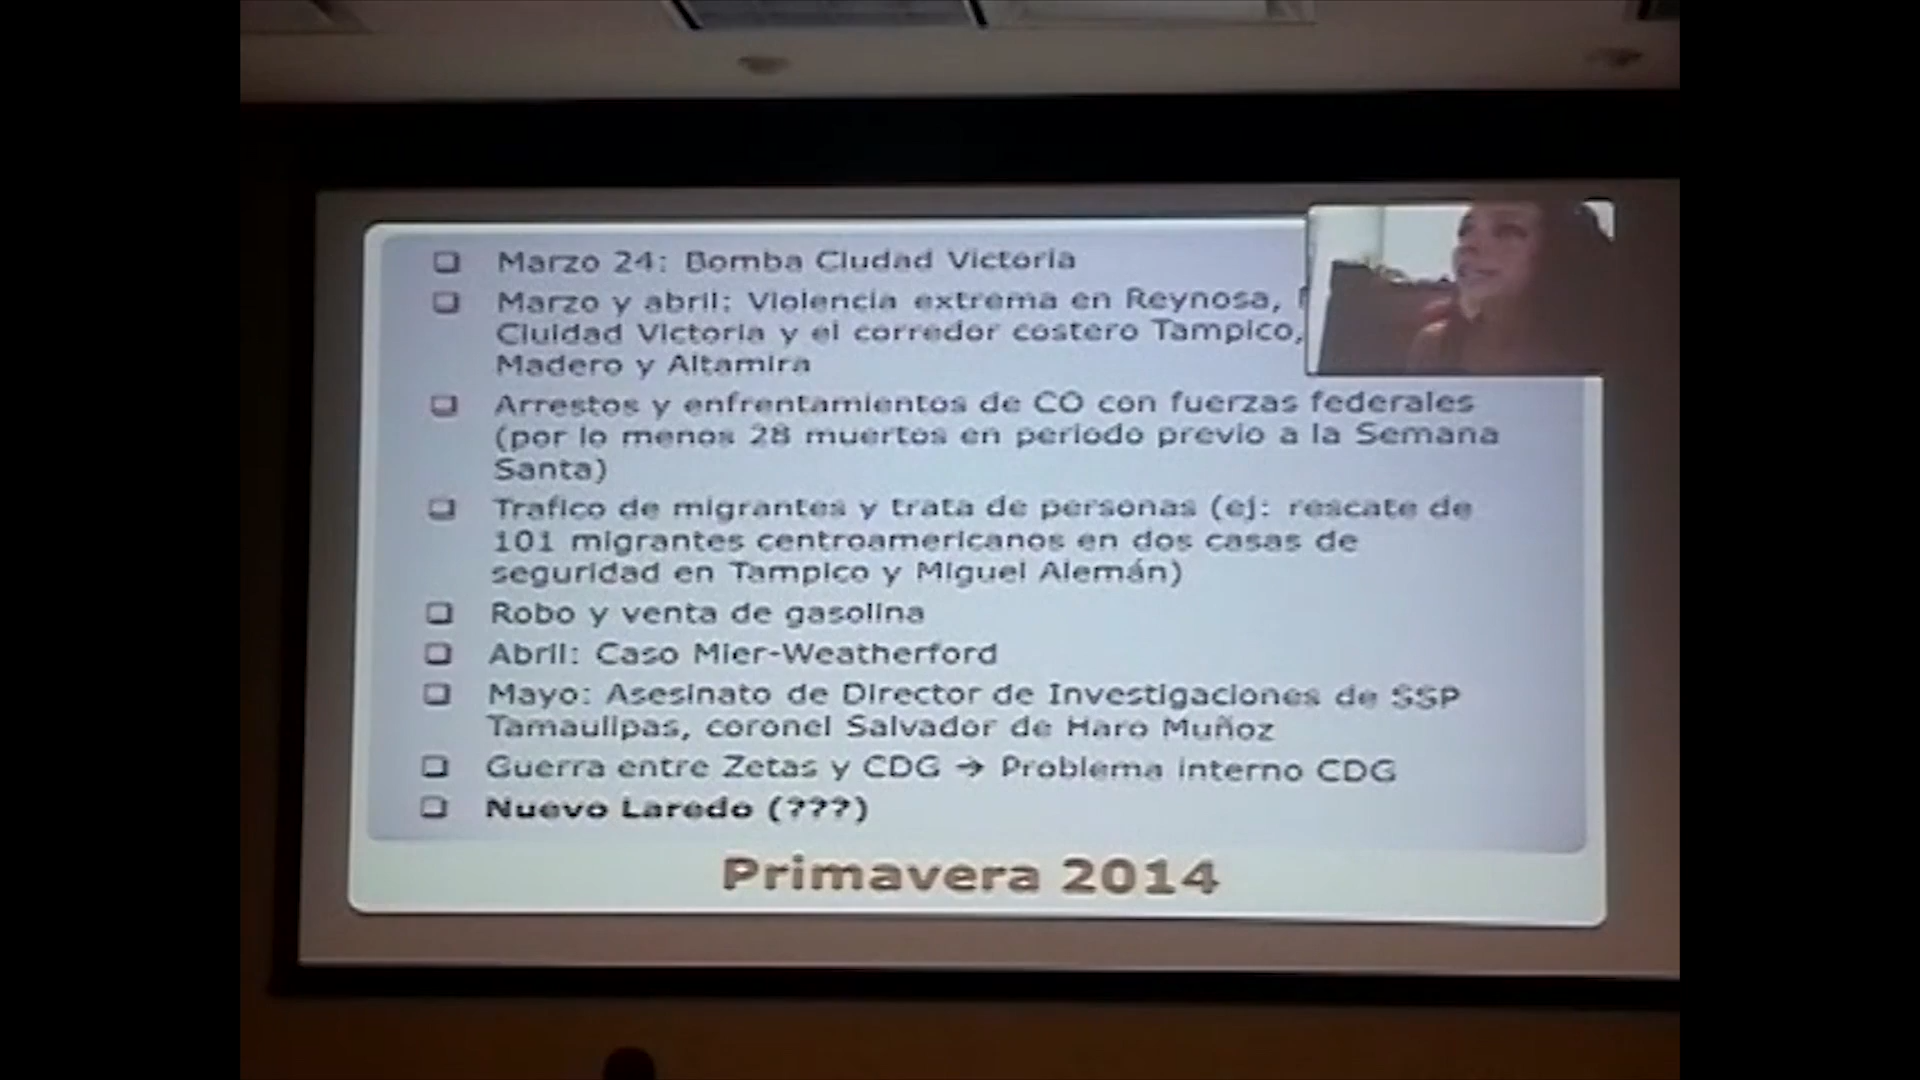 Marzo 24: Bomba Ciudad Victoria
Marzo y abril: Violencia extrema en Reynosa,
Cluidad Victoria y el corredor costero Tampico,
Madero y Altamira
Arrestos y enfrentamientos de CO con fuerzas federales
(por lo menos 28 muertos en periodo previo a la Semana
Santa)
Trafico de migrantes y trata de personas (ej: rescate de
101 migrantes centroamericanos en dos casas de
seguridad en Tampico y Miguel Alemán)
Robo y venta de gasolina
Abril: Caso Mier-Weatherford
Mayo: Asesinato de Director de Investigaciones de SSP
Tamaulipas, coronel Salvador de Haro Muñoz
Guerra entre Zetas y CDG → Problema interno CDG
Nuevo Laredo (???)
Primavera 2014